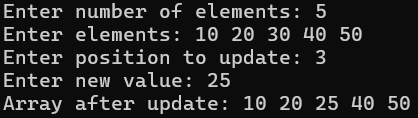 Enter number of elements: 5
Enter elements: 10 20 30 40 50
Enter position to update: 3
Enter new value: 25
Array after update: 10 20 25 40 50